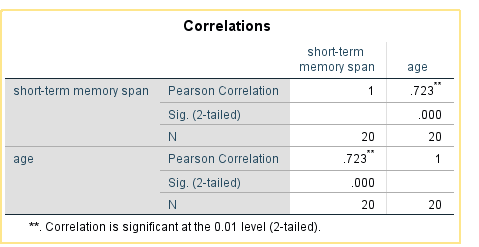 Correlations
short-term memory span age
short-term memory span Pearson Correlation 1 .723**
Sig. (2-tailed) .000
N 20 20
age Pearson Correlation .723** 1
Sig. (2-tailed) .000
N 20 20
**. Correlation is significant at the 0.01 level (2-tailed).